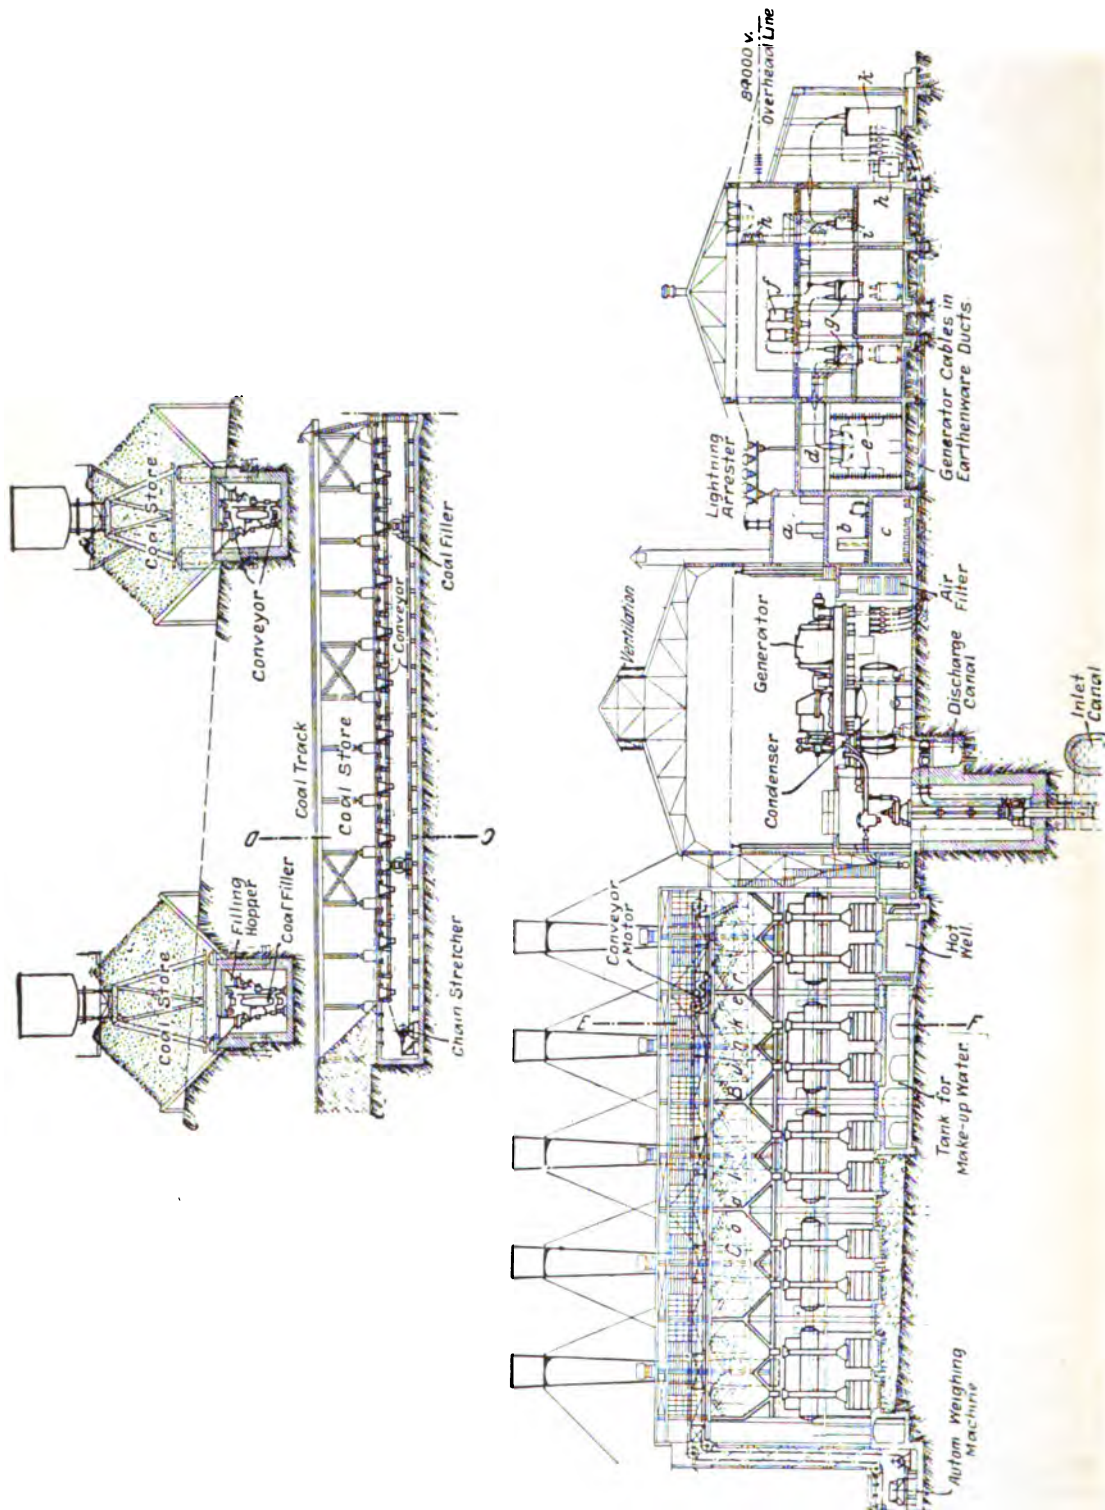 Coal Store
Filling
Hopper
Coal Filler
Coal Store
Conveyor
Coal Track
Coal Store
D
C
Conveyor
Coal Filler
Chain Stretcher
Conveyor
Motor
E
Coal Bunker
F
Autom Weighing
Machine
Tank for
Make-up Water.
Hot
Well.
Ventilation
Condenser
Generator
Discharge
Canal
Inlet
Canal
Air
Filter
Lightning
Arrester
a
b
c
d
e
f
g
h
i
h
k
Generator Cables in
Earthenware Ducts.
89000 v.
Overhead Line